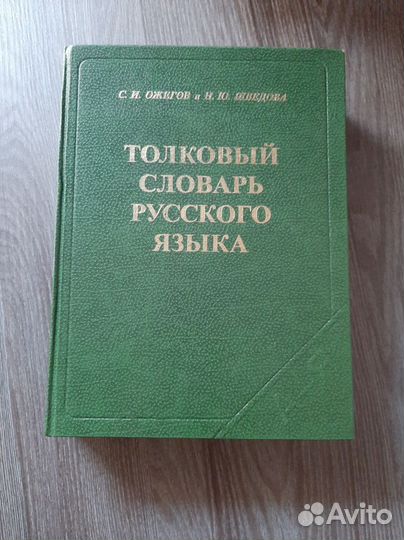 С. И. ОЖЕГОВ и Н. Ю. ШВЕДОВА
ТОЛКОВЫЙ
СЛОВАРЬ
РУССКОГО
ЯЗЫКА
Avito